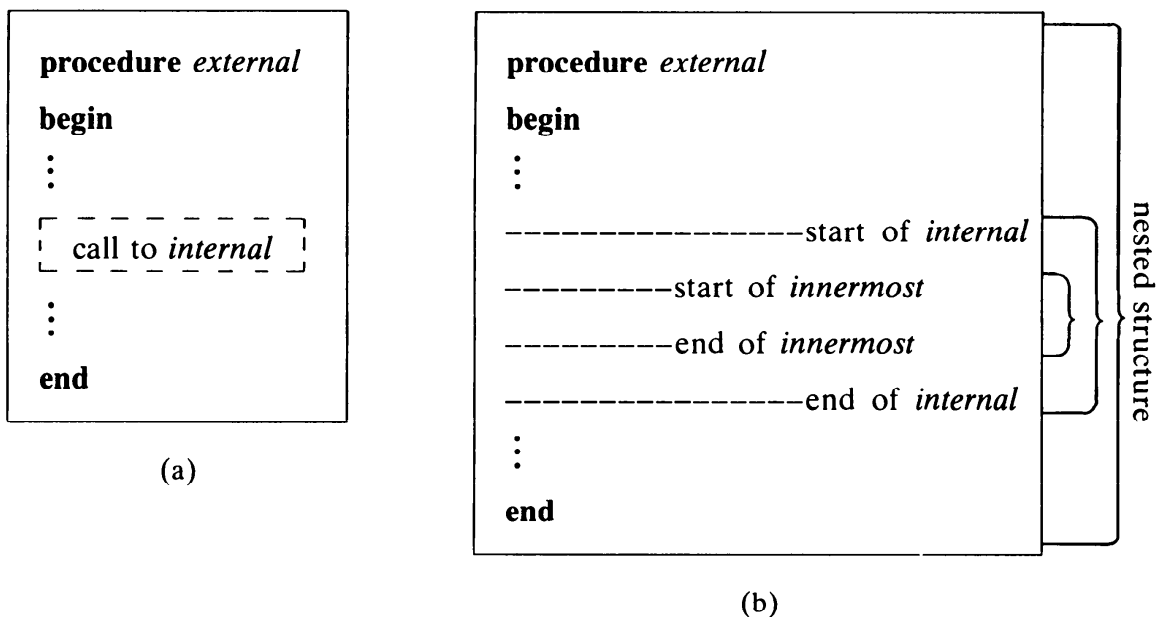 procedure external
begin
⋮
call to internal
⋮
end
(a)
procedure external
begin
⋮
----------------start of internal
---------start of innermost
---------end of innermost
----------------end of internal
⋮
end
nested structure
(b)